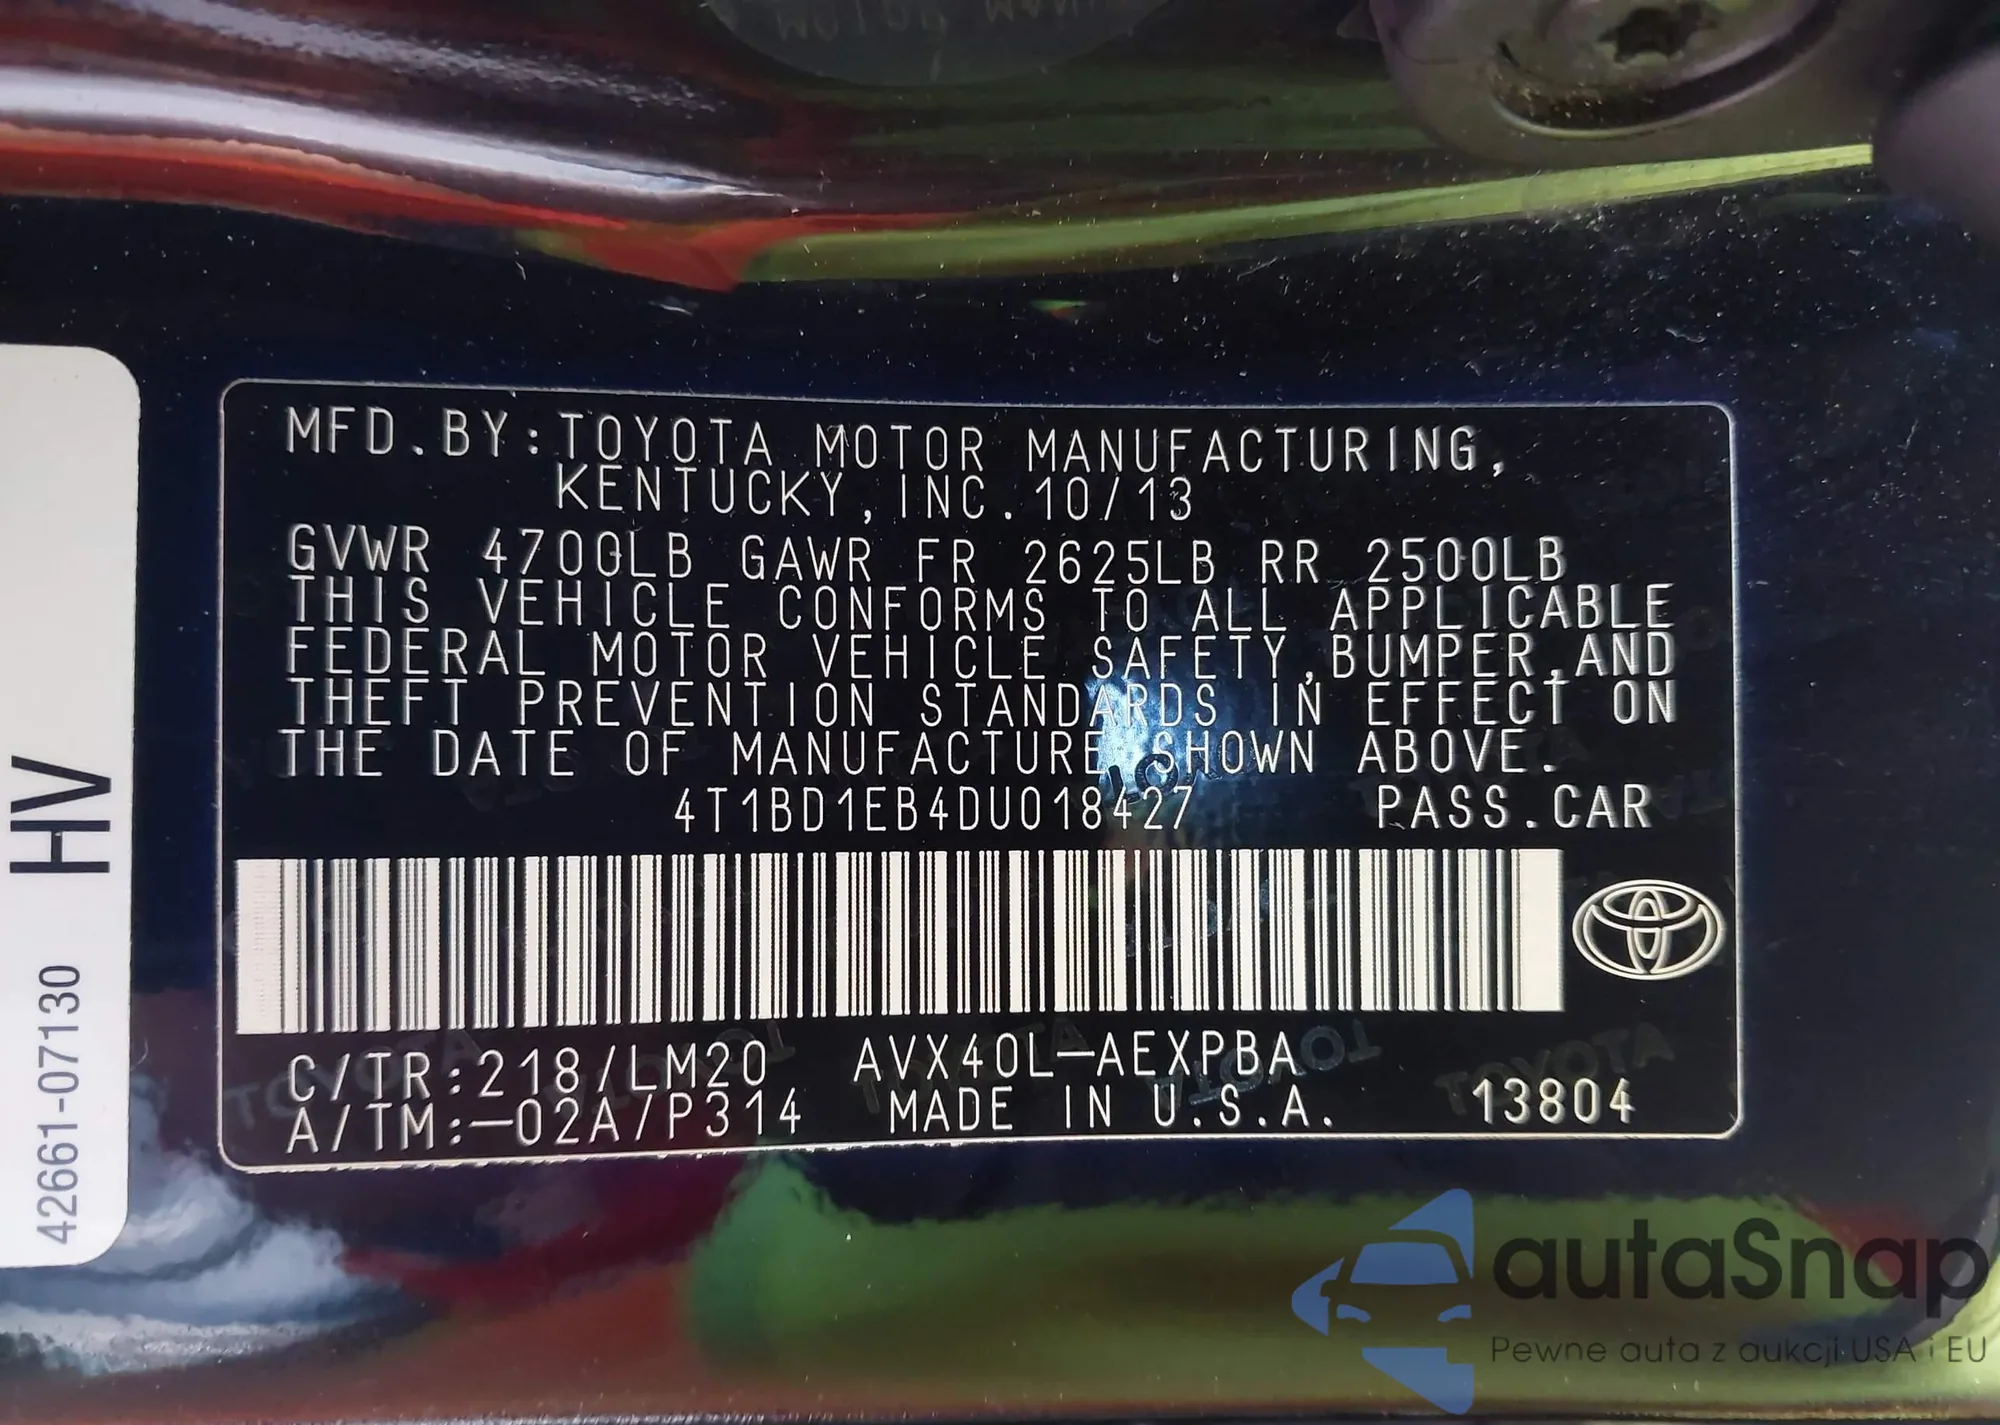 MFD.BY:TOYOTA MOTOR MANUFACTURING,
KENTUCKY,INC. 10/13
GVWR 4700LB GAWR FR 2625LB RR 2500LB
THIS VEHICLE CONFORMS TO ALL APPLICABLE
FEDERAL MOTOR VEHICLE SAFETY,BUMPER,AND
THEFT PREVENTION STANDARDS IN EFFECT ON
THE DATE OF MANUFACTURE SHOWN ABOVE.
4T1BD1EB4DU018427 PASS.CAR
C/TR:218/LM20 AVX40L-AEXPBA
A/TM:-02A/P314 MADE IN U.S.A. 13804
HV
42661-07130
autaSnap
Pewne auta z aukcji USA i EU